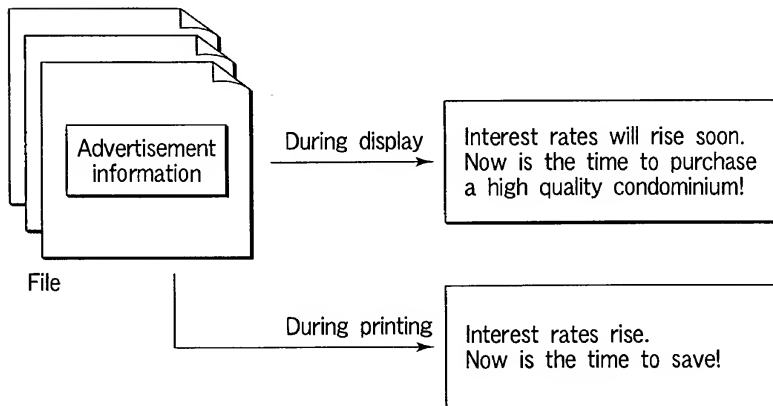 Advertisement
information
File
During display
Interest rates will rise soon.
Now is the time to purchase
a high quality condominium!
During printing
Interest rates rise.
Now is the time to save!